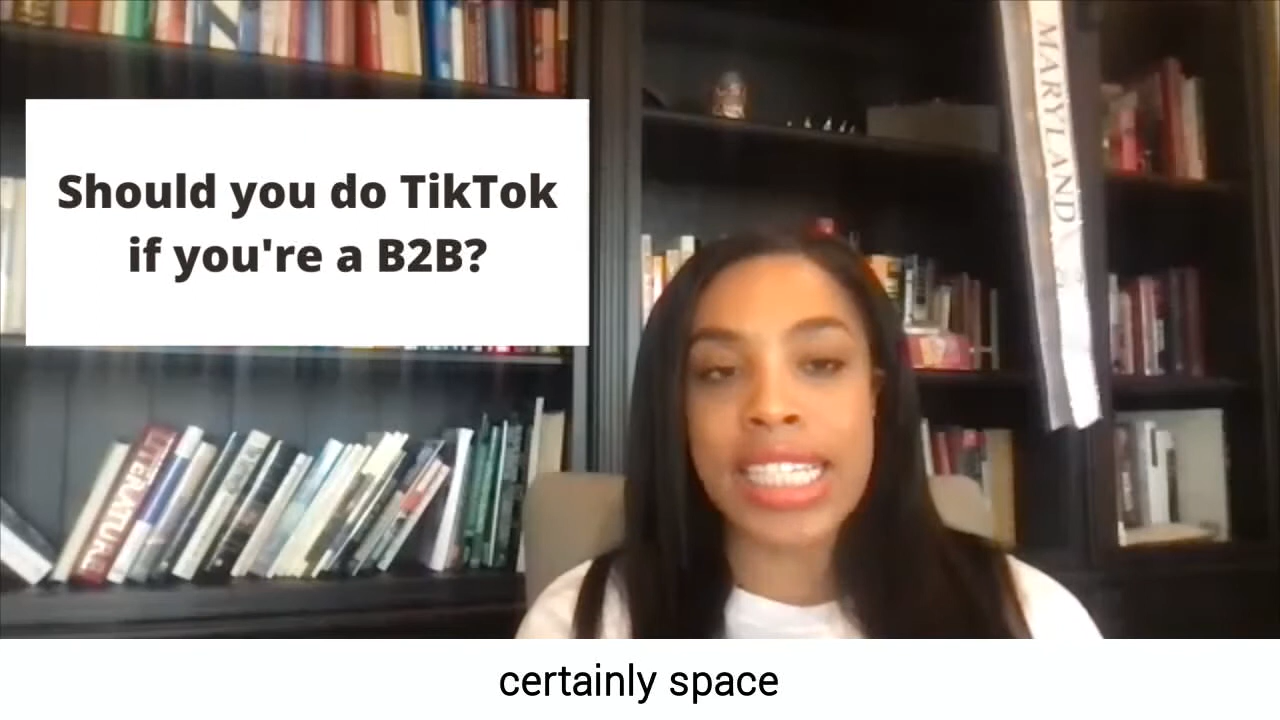 Should you do TikTok
if you're a B2B?
MARYLAND
LITERATURE
certainly space